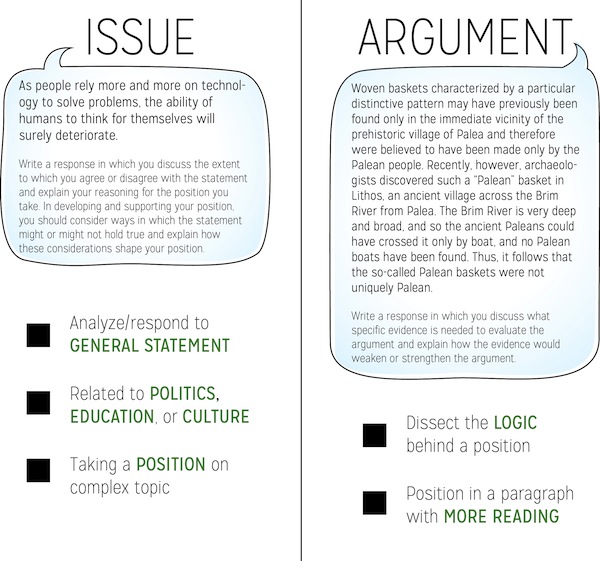 ISSUE
As people rely more and more on technol-
ogy to solve problems, the ability of
humans to think for themselves will
surely deteriorate.
Write a response in which you discuss the extent
to which you agree or disagree with the statement
and explain your reasoning for the position you
take. In developing and supporting your position,
you should consider ways in which the statement
might or might not hold true and explain how
these considerations shape your position.
Analyze/respond to
GENERAL STATEMENT
Related to POLITICS,
EDUCATION, or CULTURE
Taking a POSITION on
complex topic
ARGUMENT
Woven baskets characterized by a particular
distinctive pattern may have previously been
found only in the immediate vicinity of the
prehistoric village of Palea and therefore
were believed to have been made only by the
Palean people. Recently, however, archaeolo-
gists discovered such a "Palean" basket in
Lithos, an ancient village across the Brim
River from Palea. The Brim River is very deep
and broad, and so the ancient Paleans could
have crossed it only by boat, and no Palean
boats have been found. Thus, it follows that
the so-called Palean baskets were not
uniquely Palean.
Write a response in which you discuss what
specific evidence is needed to evaluate the
argument and explain how the evidence would
weaken or strengthen the argument.
Dissect the LOGIC
behind a position
Position in a paragraph
with MORE READING